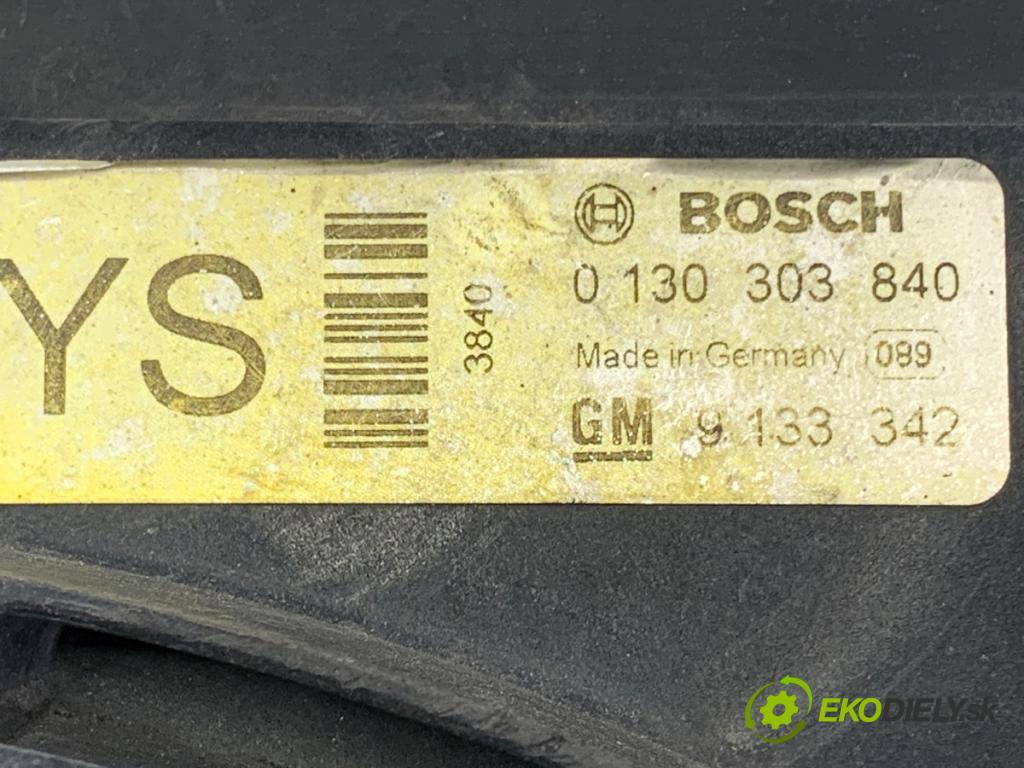 YS
3840
BOSCH
0 130 303 840
Made in Germany 089
GM 9 133 342
EKODIELY.sk